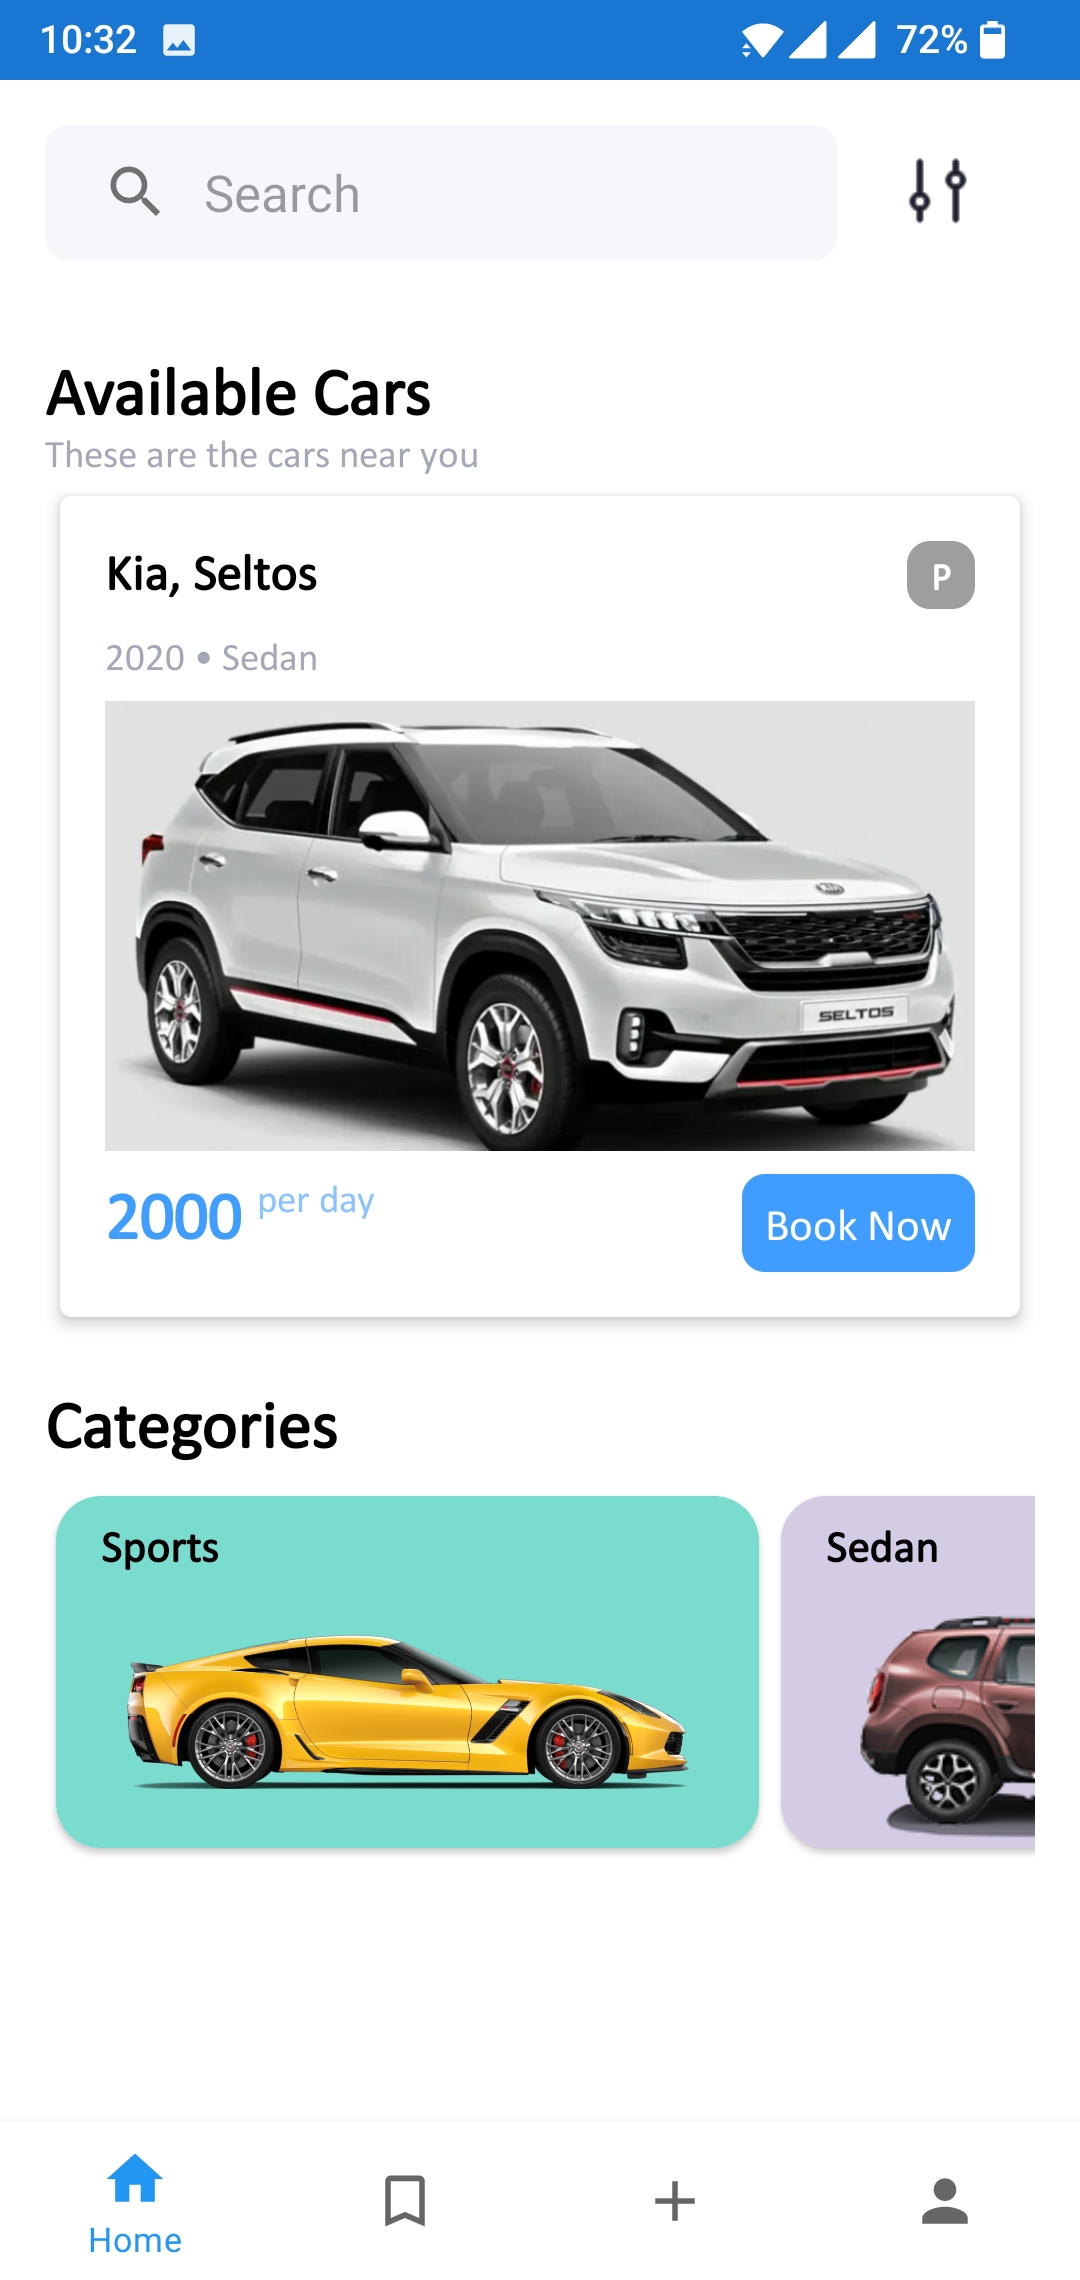 10:32 72%
Search
Available Cars
These are the cars near you
Kia, Seltos P
2020 • Sedan
KIA
SELTOS
2000 per day Book Now
Categories
Sports Sedan
Home